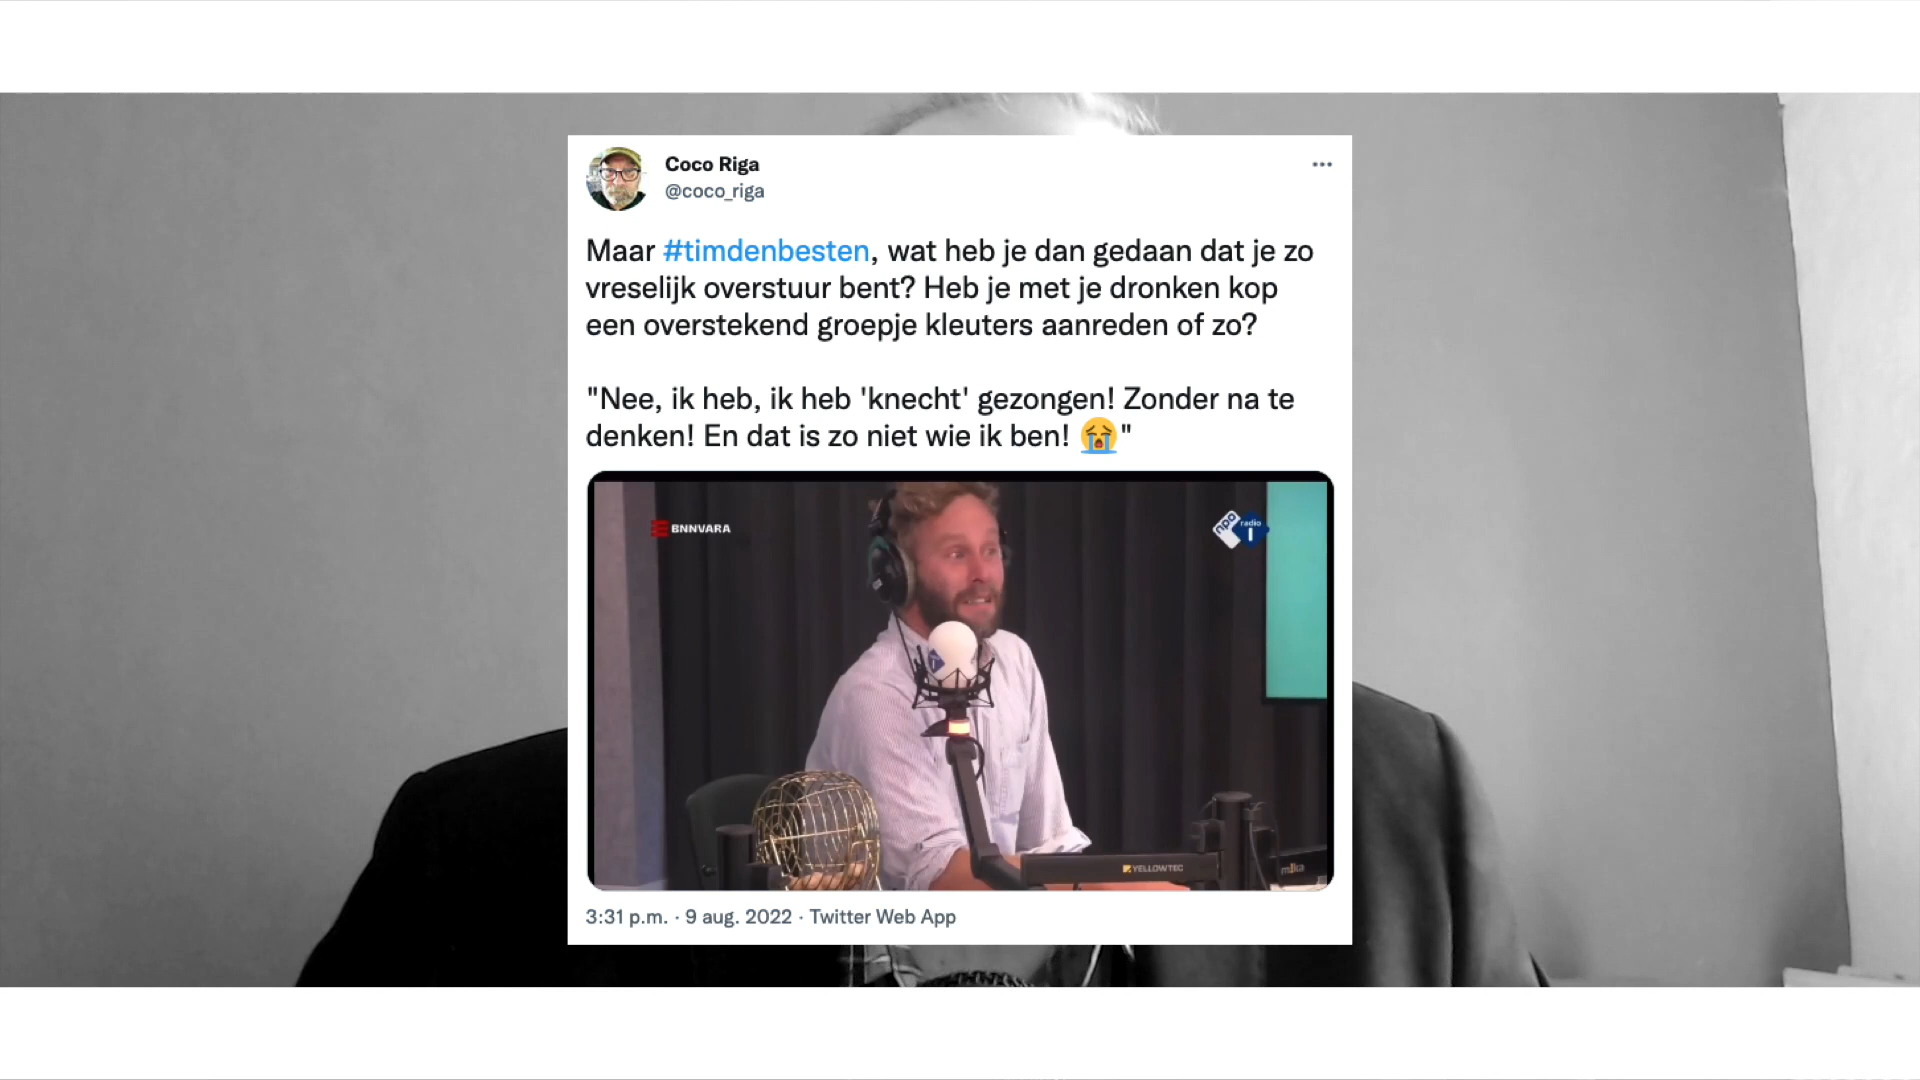 Coco Riga
@coco_riga
Maar #timdenbesten, wat heb je dan gedaan dat je zo
vreselijk overstuur bent? Heb je met je dronken kop
een overstekend groepje kleuters aanreden of zo?
"Nee, ik heb, ik heb 'knecht' gezongen! Zonder na te
denken! En dat is zo niet wie ik ben! 😭"
BNNVARA
npo radio 1
YELLOWTEC
mika
3:31 p.m. · 9 aug. 2022 · Twitter Web App